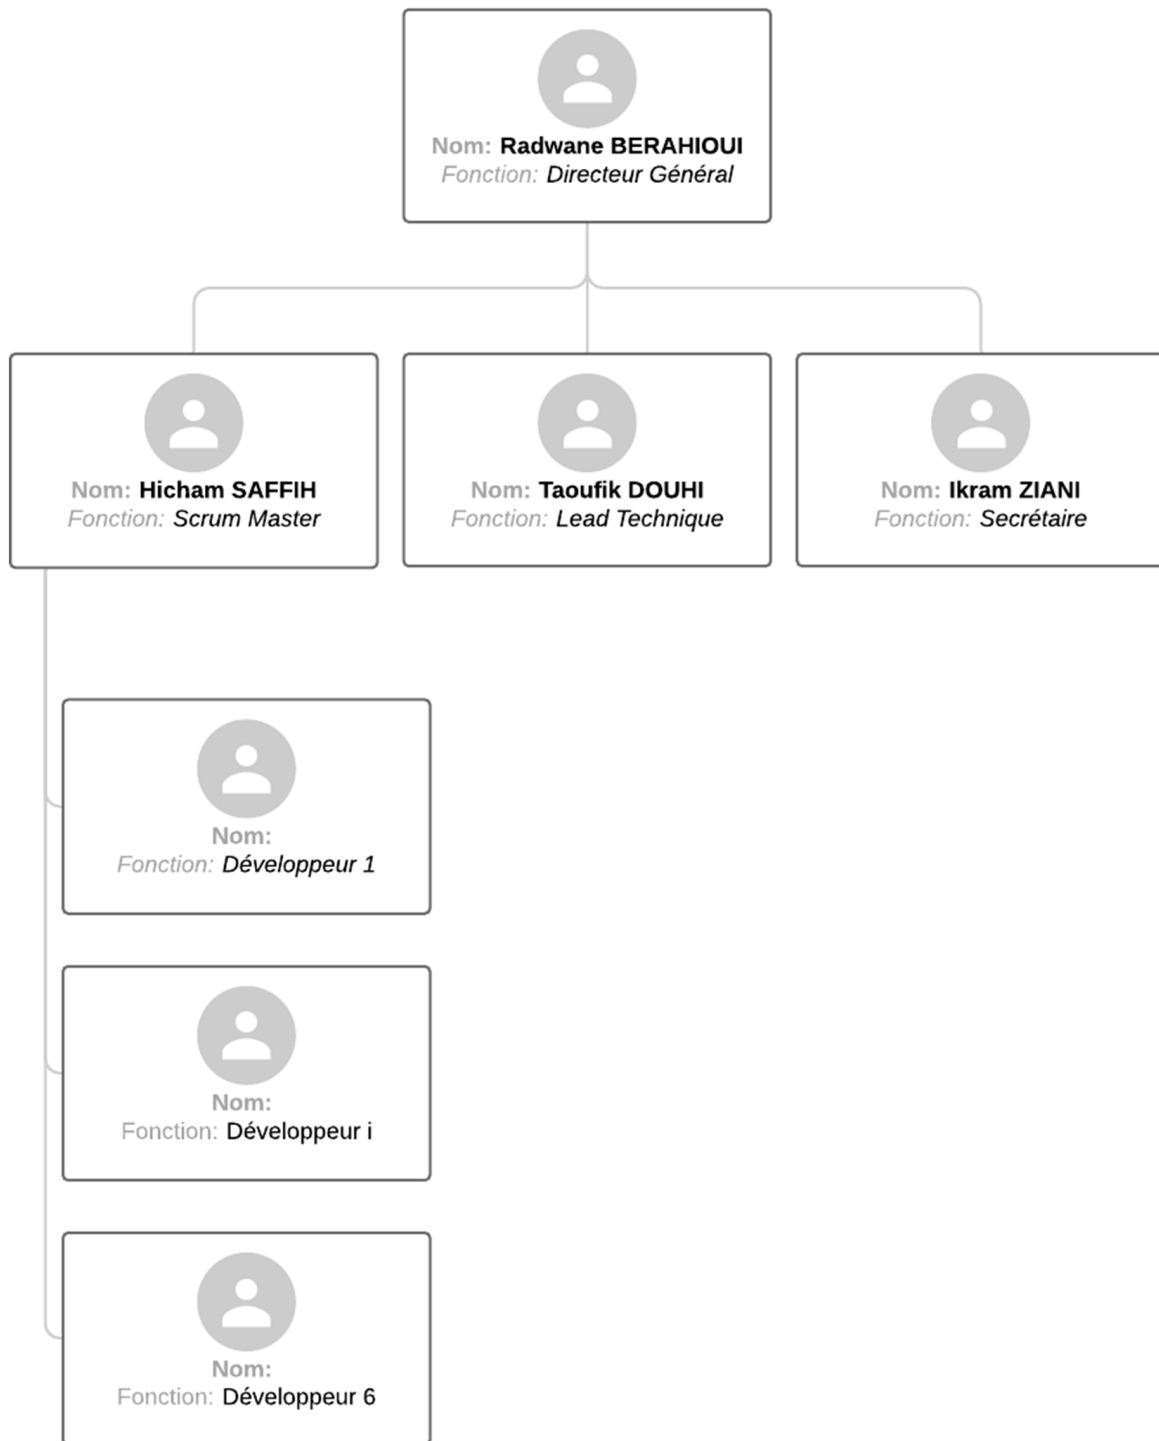 Nom: Radwane BERAHIOUI
Fonction: Directeur Général
Nom: Hicham SAFFIH
Fonction: Scrum Master
Nom: Taoufik DOUHI
Fonction: Lead Technique
Nom: Ikram ZIANI
Fonction: Secrétaire
Nom:
Fonction: Développeur 1
Nom:
Fonction: Développeur i
Nom:
Fonction: Développeur 6